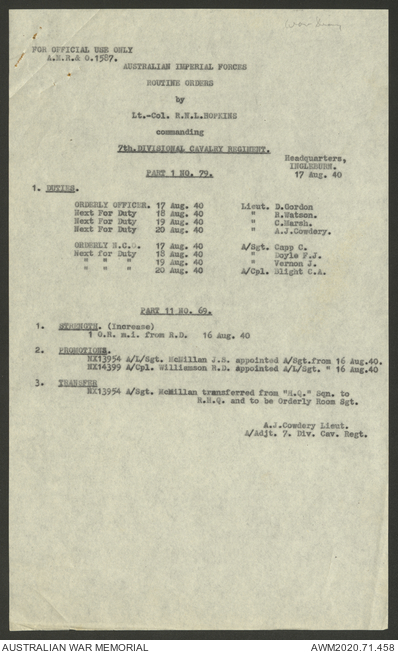 War Diary
FOR OFFICIAL USE ONLY
A.M.R.& O.1587.
AUSTRALIAN IMPERIAL FORCES
ROUTINE ORDERS
by
Lt.-Col. R.N.L.HOPKINS
commanding
7th.DIVISIONAL CAVALRY REGIMENT.
Headquarters,
INGLEBURN.
17 Aug. 40
PART 1 NO. 79.
1. DUTIES.
ORDERLY OFFICER. 17 Aug. 40 Lieut. D.Gordon
Next For Duty 18 Aug. 40 " R.Watson.
Next For Duty 19 Aug. 40 " C.Marsh.
Next For Duty 20 Aug. 40 " A.J.Cowdery.
ORDERLY N.C.O. 17 Aug. 40 A/Sgt. Capp C.
Next for Duty 18 Aug. 40 " Doyle F.J.
" " " 19 Aug. 40 " Vernon J.
" " " 20 Aug. 40 A/Cpl. Blight C.A.
PART 11 NO. 69.
1. STRENGTH. (Increase)
1 O.R. m.i. from R.D. 16 Aug. 40
2. PROMOTIONS.
NX13954 A/L/Sgt. McMillan J.S. appointed A/Sgt.from 16 Aug.40.
NX14399 A/Cpl. Williamson R.D. appointed A/L/Sgt. " 16 Aug.40
3. TRANSFER
NX13954 A/Sgt. McMillan transferred from "H.Q." Sqn. to
R.H.Q. and to be Orderly Room Sgt.
A.J.Cowdery Lieut.
A/Adjt. 7. Div. Cav. Regt.
AUSTRALIAN WAR MEMORIAL
AWM2020.71.458